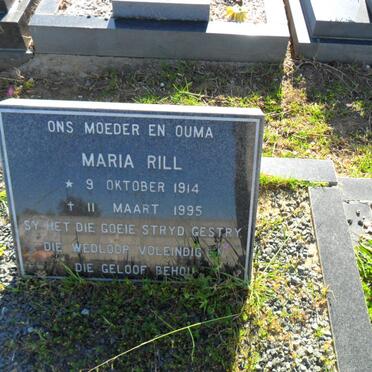 ONS MOEDER EN OUMA
MARIA RILL
★ 9 OKTOBER 1914
✝ 11 MAART 1995
SY HET DIE GOEIE STRYD GESTRY
DIE WEDLOOP VOLEINDIG
DIE GELOOF BEHOU